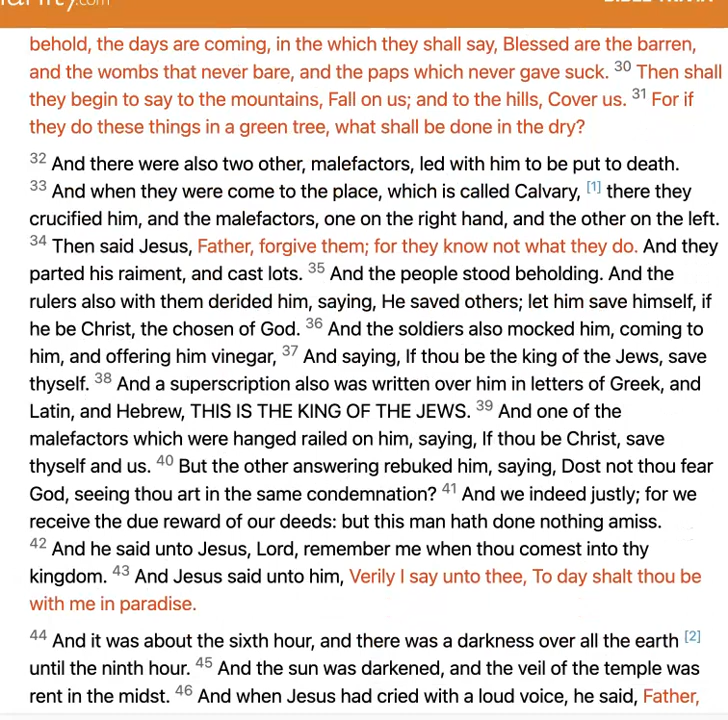 .com
behold, the days are coming, in the which they shall say, Blessed are the barren,
and the wombs that never bare, and the paps which never gave suck. 30 Then shall
they begin to say to the mountains, Fall on us; and to the hills, Cover us. 31 For if
they do these things in a green tree, what shall be done in the dry?
32 And there were also two other, malefactors, led with him to be put to death.
33 And when they were come to the place, which is called Calvary, [1] there they
crucified him, and the malefactors, one on the right hand, and the other on the left.
34 Then said Jesus, Father, forgive them; for they know not what they do. And they
parted his raiment, and cast lots. 35 And the people stood beholding. And the
rulers also with them derided him, saying, He saved others; let him save himself, if
he be Christ, the chosen of God. 36 And the soldiers also mocked him, coming to
him, and offering him vinegar, 37 And saying, If thou be the king of the Jews, save
thyself. 38 And a superscription also was written over him in letters of Greek, and
Latin, and Hebrew, THIS IS THE KING OF THE JEWS. 39 And one of the
malefactors which were hanged railed on him, saying, If thou be Christ, save
thyself and us. 40 But the other answering rebuked him, saying, Dost not thou fear
God, seeing thou art in the same condemnation? 41 And we indeed justly; for we
receive the due reward of our deeds: but this man hath done nothing amiss.
42 And he said unto Jesus, Lord, remember me when thou comest into thy
kingdom. 43 And Jesus said unto him, Verily I say unto thee, To day shalt thou be
with me in paradise.
44 And it was about the sixth hour, and there was a darkness over all the earth [2]
until the ninth hour. 45 And the sun was darkened, and the veil of the temple was
rent in the midst. 46 And when Jesus had cried with a loud voice, he said, Father,